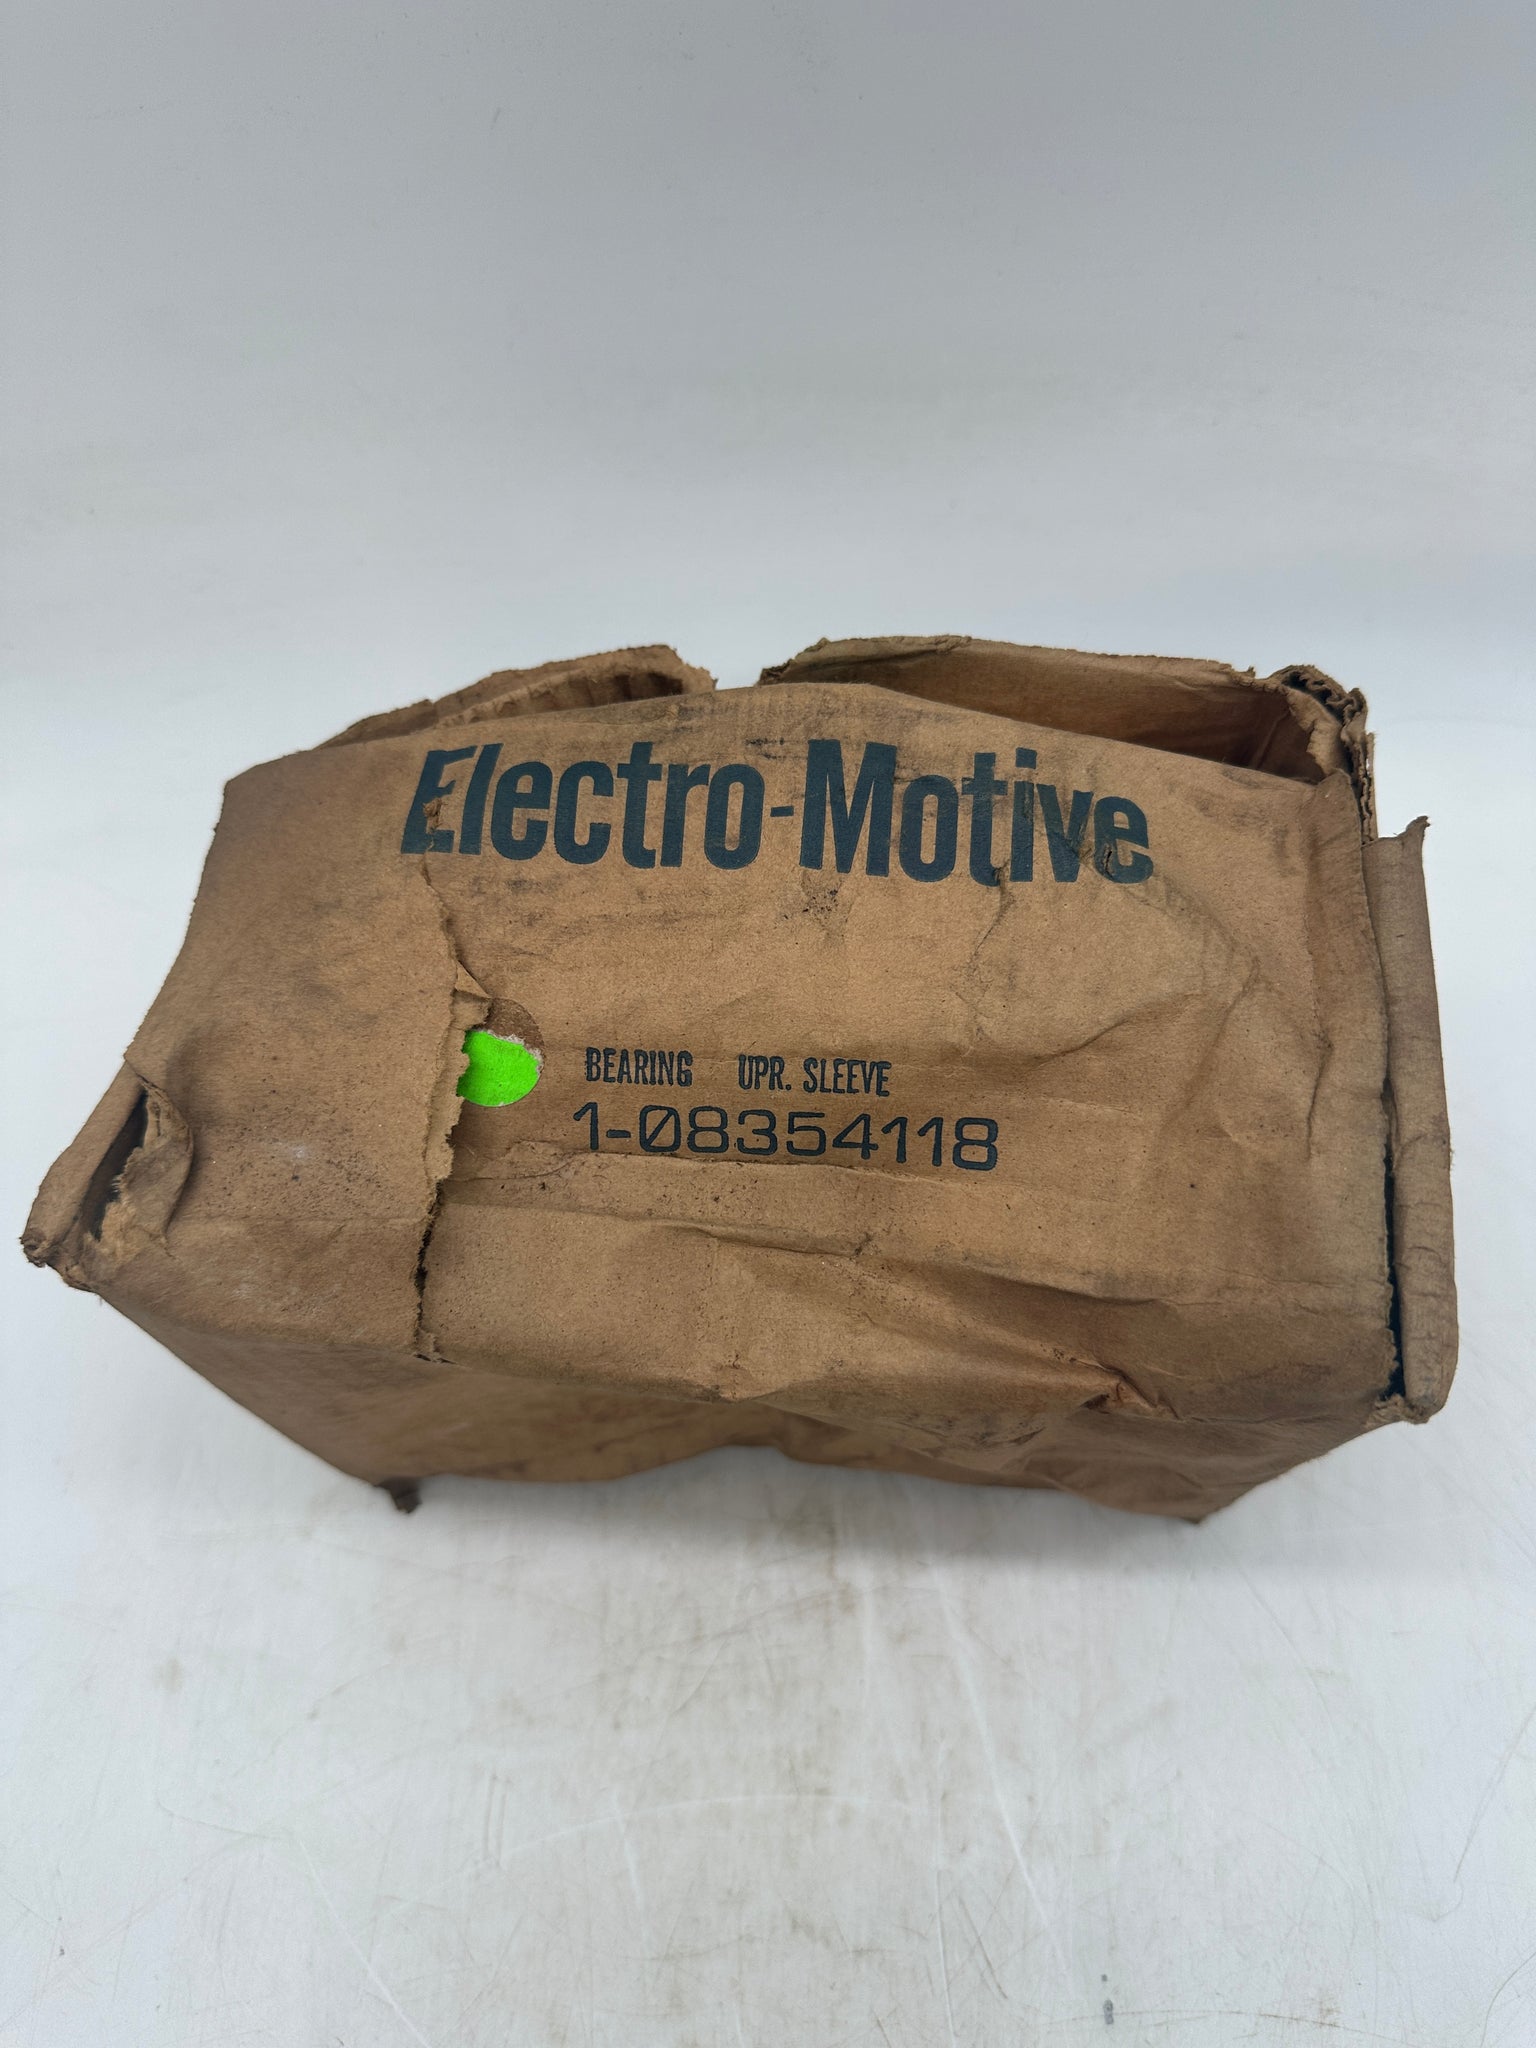 Electro-Motive
BEARING UPR. SLEEVE
1-08354118